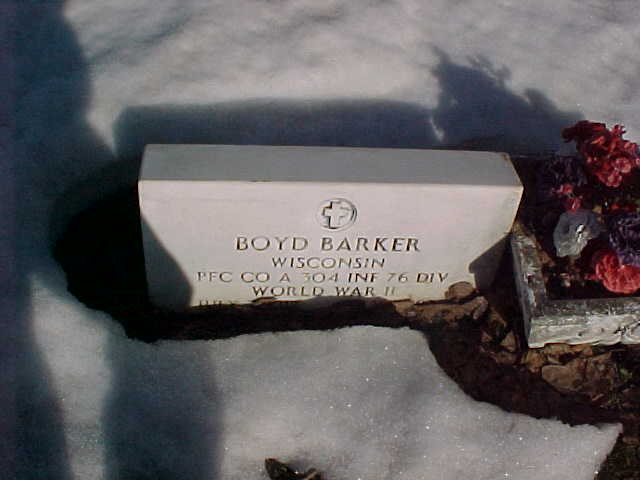 BOYD BARKER
WISCONSIN
PFC CO A 304 INF 76 DIV
WORLD WAR II